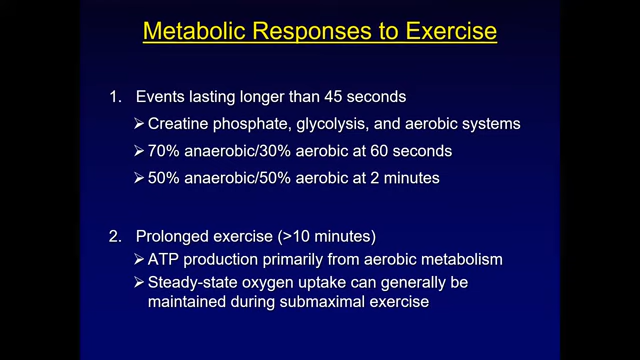 Metabolic Responses to Exercise
1. Events lasting longer than 45 seconds
➢ Creatine phosphate, glycolysis, and aerobic systems
➢ 70% anaerobic/30% aerobic at 60 seconds
➢ 50% anaerobic/50% aerobic at 2 minutes
2. Prolonged exercise (>10 minutes)
➢ ATP production primarily from aerobic metabolism
➢ Steady-state oxygen uptake can generally be
maintained during submaximal exercise